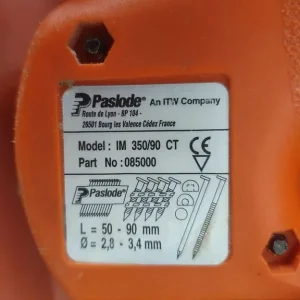 Paslode® An ITW Company
Route de Lyon - BP 104 -
26501 Bourg les Valence Cédex France
Model : IM 350/90 CT CE
Part No : 085000
Paslode®
L = 50 - 90 mm
Ø = 2,8 - 3,4 mm